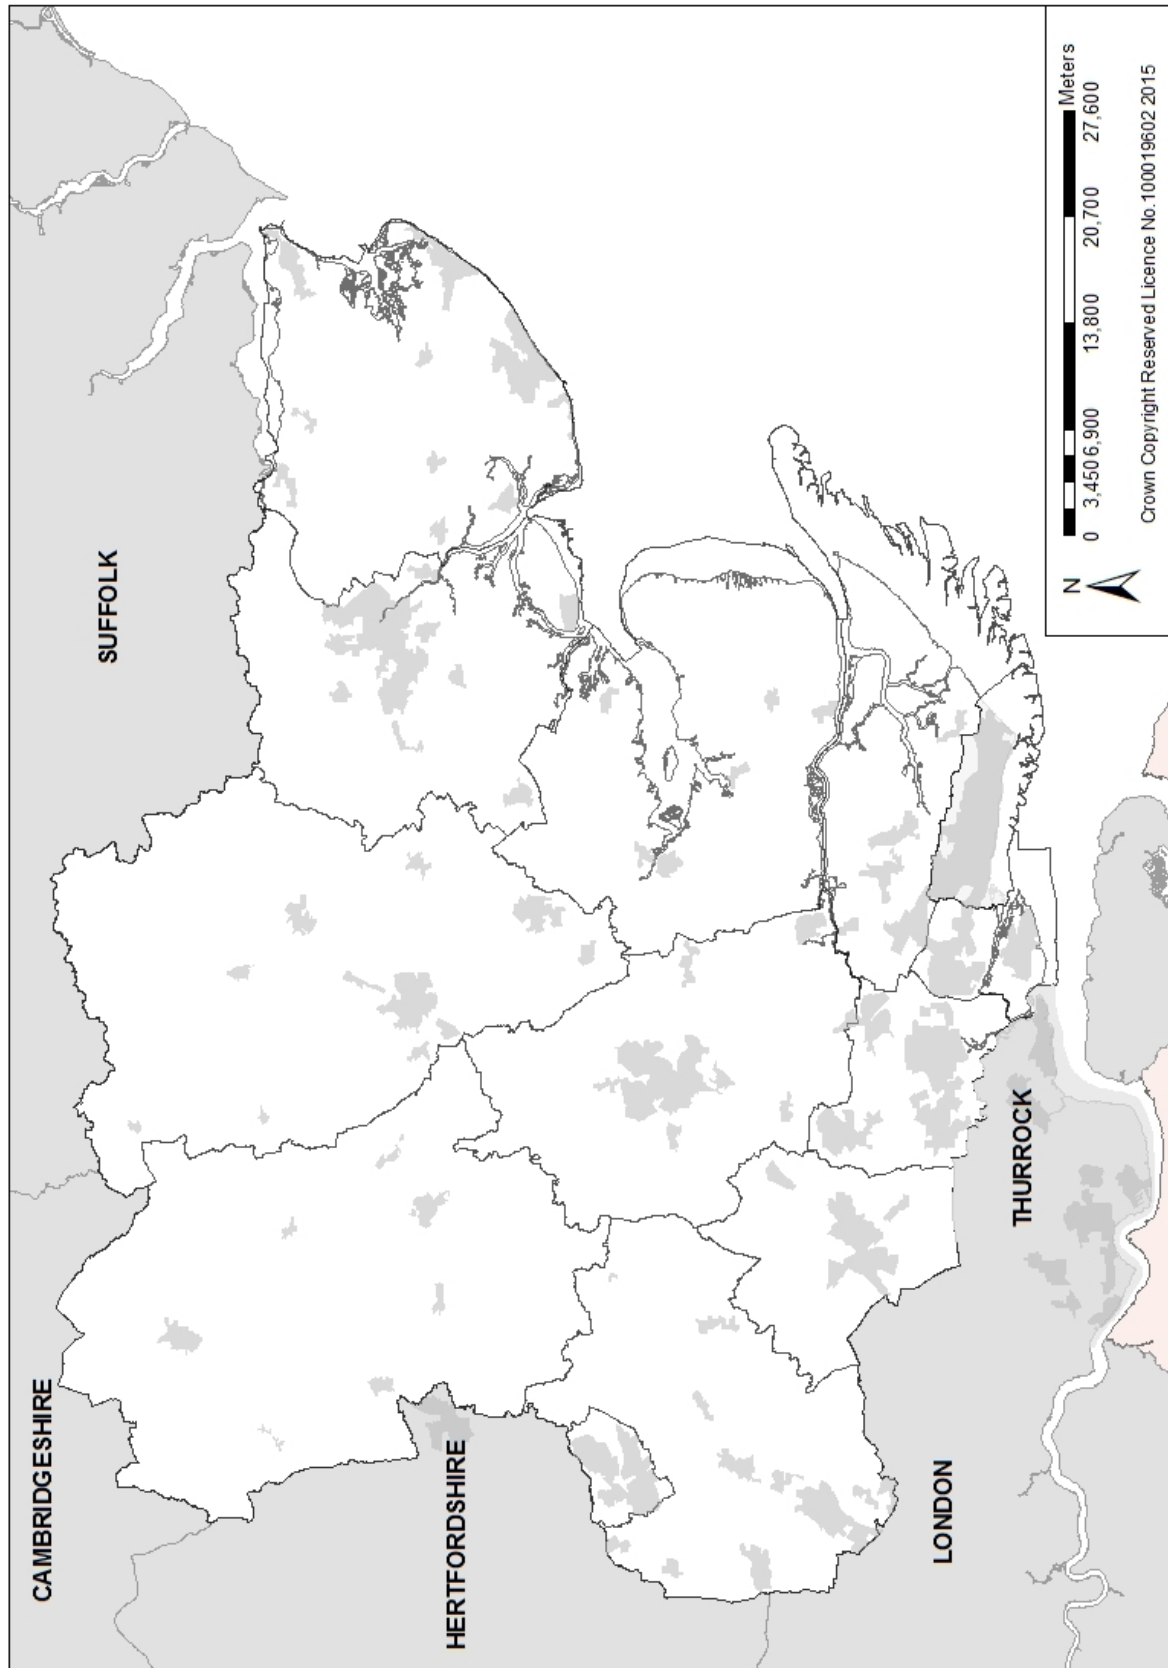 CAMBRIDGESHIRE
SUFFOLK
HERTFORDSHIRE
LONDON
THURROCK
N
0 3,450 6,900 13,800 20,700 27,600
Meters
Crown Copyright Reserved Licence No.100019602 2015